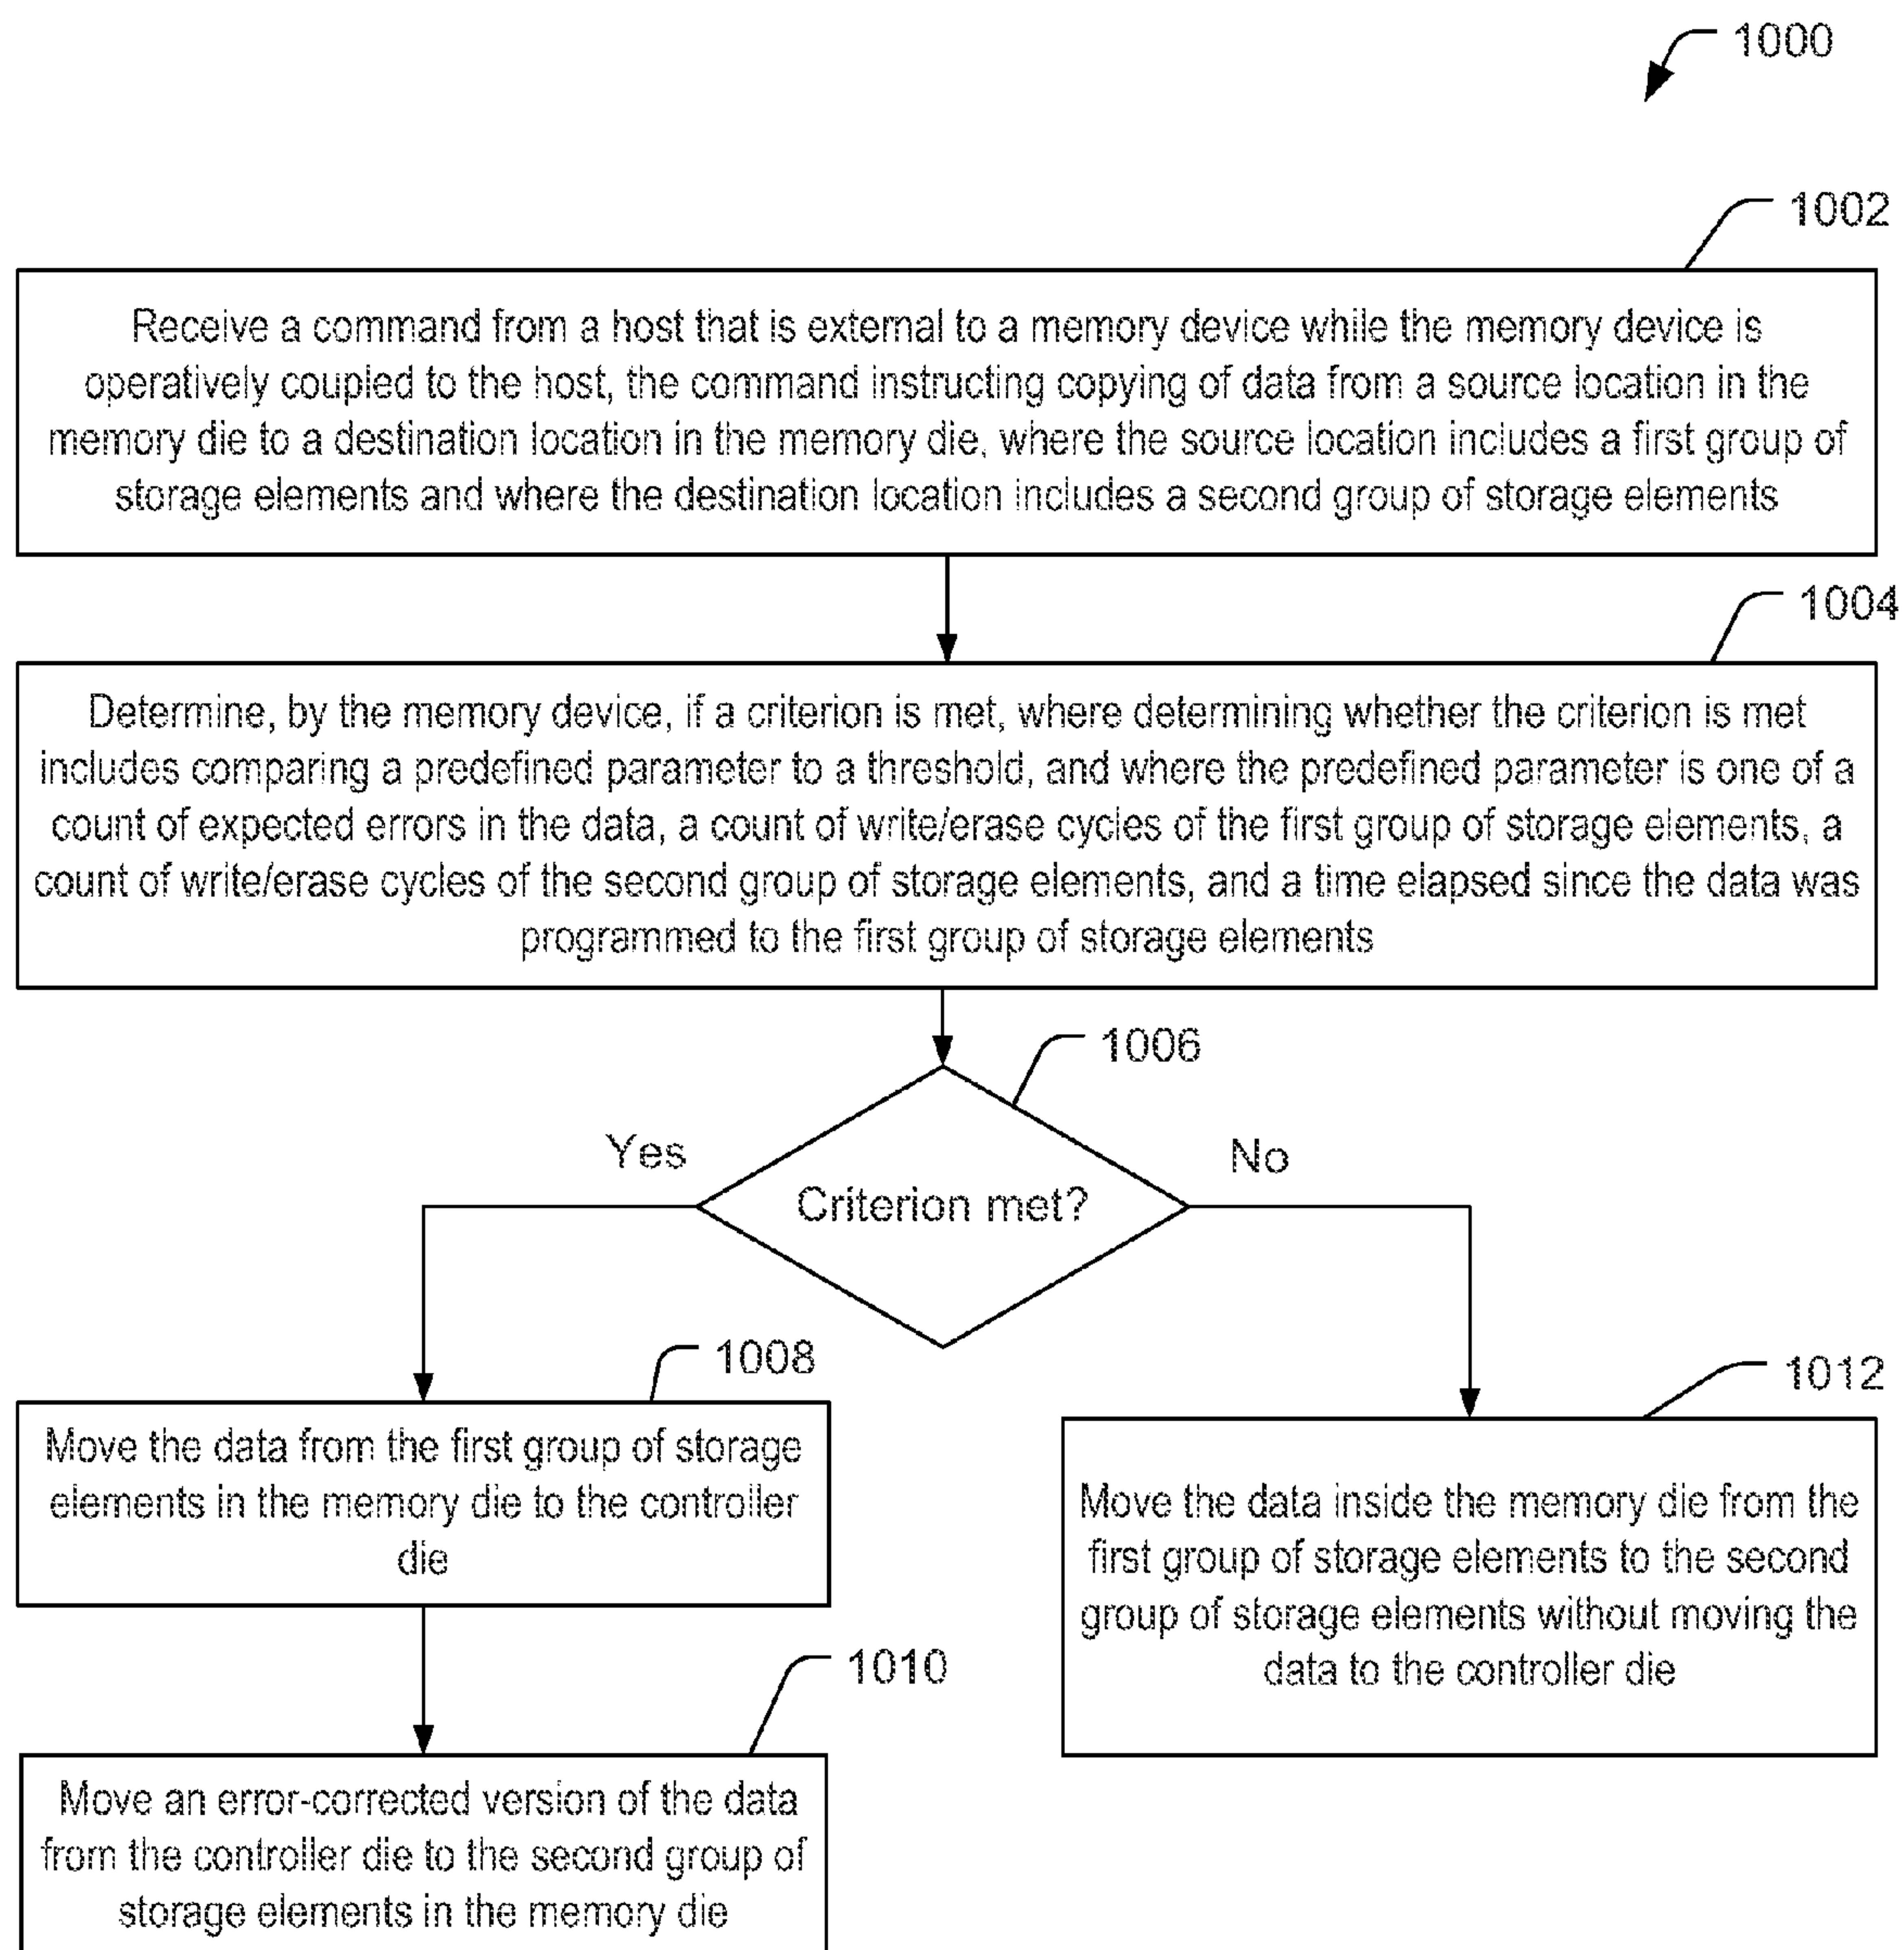 1000
1002
Receive a command from a host that is external to a memory device while the memory device is
operatively coupled to the host, the command instructing copying of data from a source location in the
memory die to a destination location in the memory die, where the source location includes a first group of
storage elements and where the destination location includes a second group of storage elements
1004
Determine, by the memory device, if a criterion is met, where determining whether the criterion is met
includes comparing a predefined parameter to a threshold, and where the predefined parameter is one of a
count of expected errors in the data, a count of write/erase cycles of the first group of storage elements, a
count of write/erase cycles of the second group of storage elements, and a time elapsed since the data was
programmed to the first group of storage elements
1006
Yes
No
Criterion met?
1008
Move the data from the first group of storage
elements in the memory die to the controller
die
1012
Move the data inside the memory die from the
first group of storage elements to the second
group of storage elements without moving the
data to the controller die
1010
Move an error-corrected version of the data
from the controller die to the second group of
storage elements in the memory die